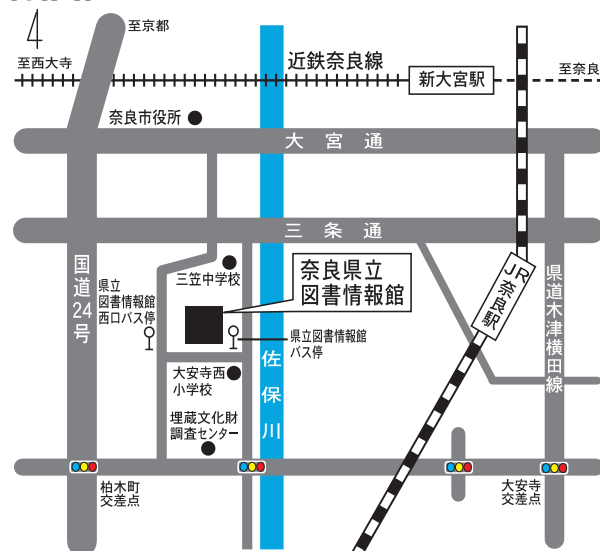 至京都
至西大寺
近鉄奈良線
新大宮駅
至奈良
奈良市役所
大宮通
三条通
国道24号
三笠中学校
奈良県立
図書情報館
県立
図書情報館
西口バス停
県立図書情報館
バス停
JR奈良駅
県道木津横田線
佐保川
大安寺西
小学校
埋蔵文化財
調査センター
柏木町
交差点
大安寺
交差点